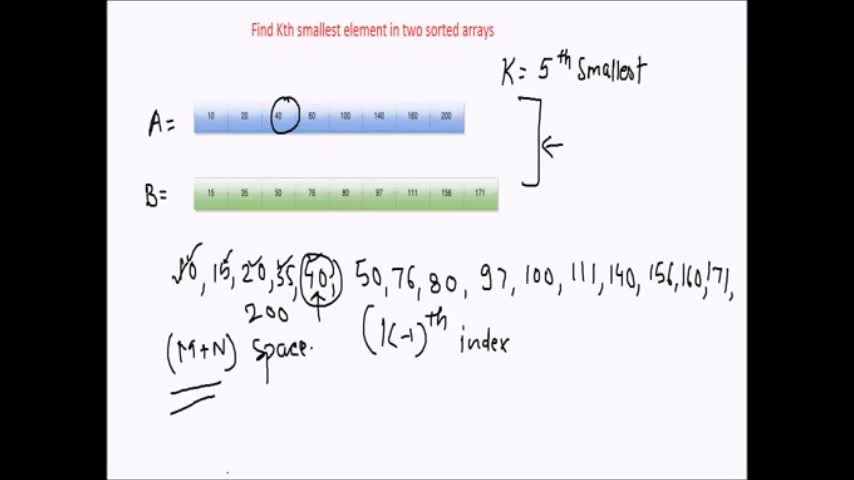 Find Kth smallest element in two sorted arrays
K = 5th smallest
A = 10 20 40 60 100 140 160 200
B = 15 35 50 76 80 97 111 156 171
10, 15, 20, 35, 40, 50, 76, 80, 97, 100, 111, 140, 156, 160, 171,
200
(M+N) space. (K-1)th index